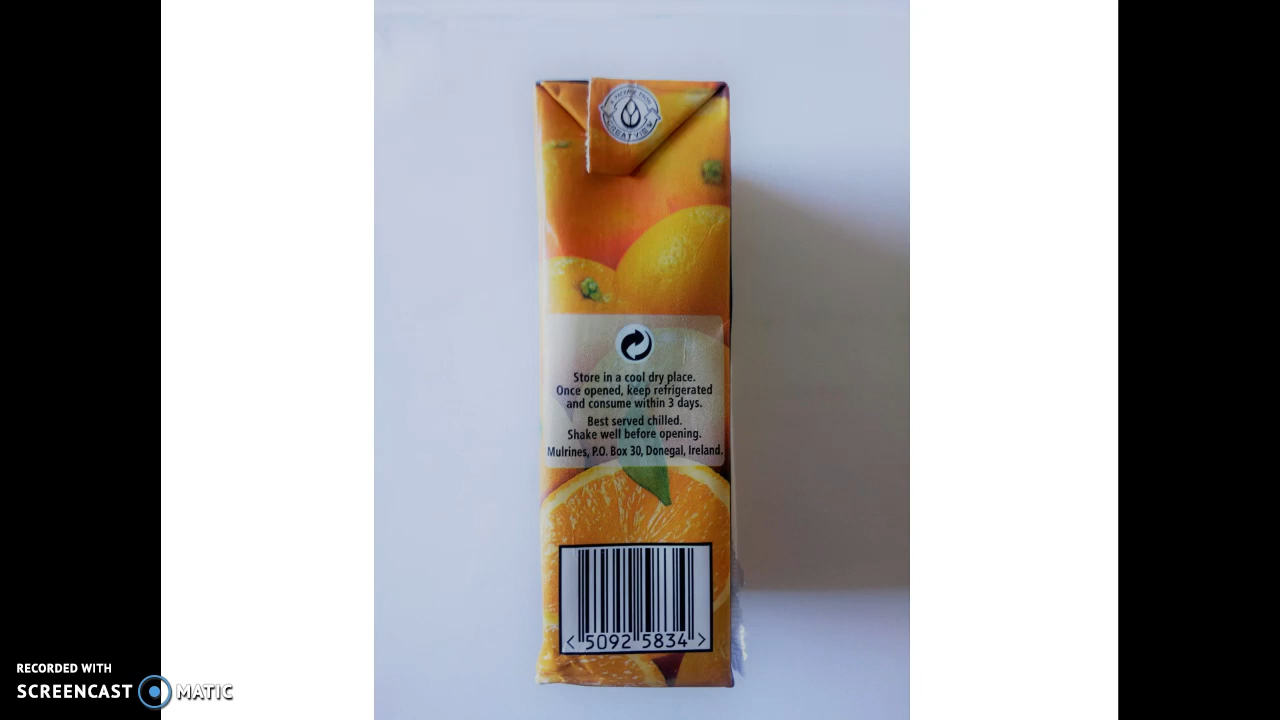 GREATVIEW
Store in a cool dry place.
Once opened, keep refrigerated
and consume within 3 days.
Best served chilled.
Shake well before opening.
Mulrines, P.O. Box 30, Donegal, Ireland.
< 5092 5834 >
RECORDED WITH
SCREENCAST MATIC